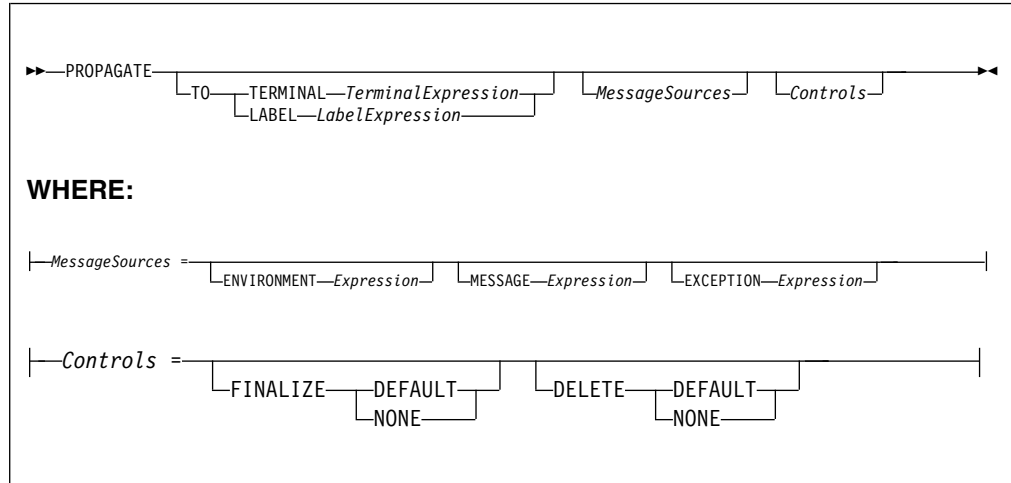 PROPAGATE
TO TERMINAL TerminalExpression MessageSources Controls
LABEL LabelExpression
WHERE:
MessageSources =
ENVIRONMENT Expression MESSAGE Expression EXCEPTION Expression
Controls =
FINALIZE DEFAULT DELETE DEFAULT
NONE NONE